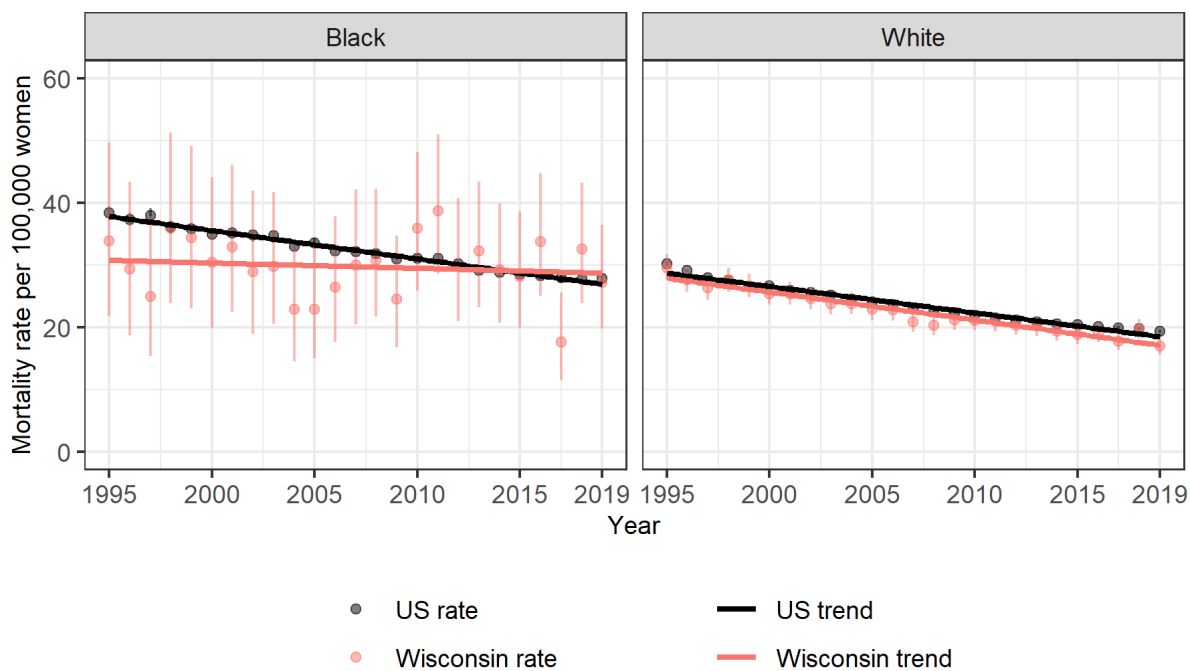 Black White
Mortality rate per 100,000 women
60
40
20
0
1995 2000 2005 2010 2015 2019 1995 2000 2005 2010 2015 2019
Year
US rate US trend
Wisconsin rate Wisconsin trend